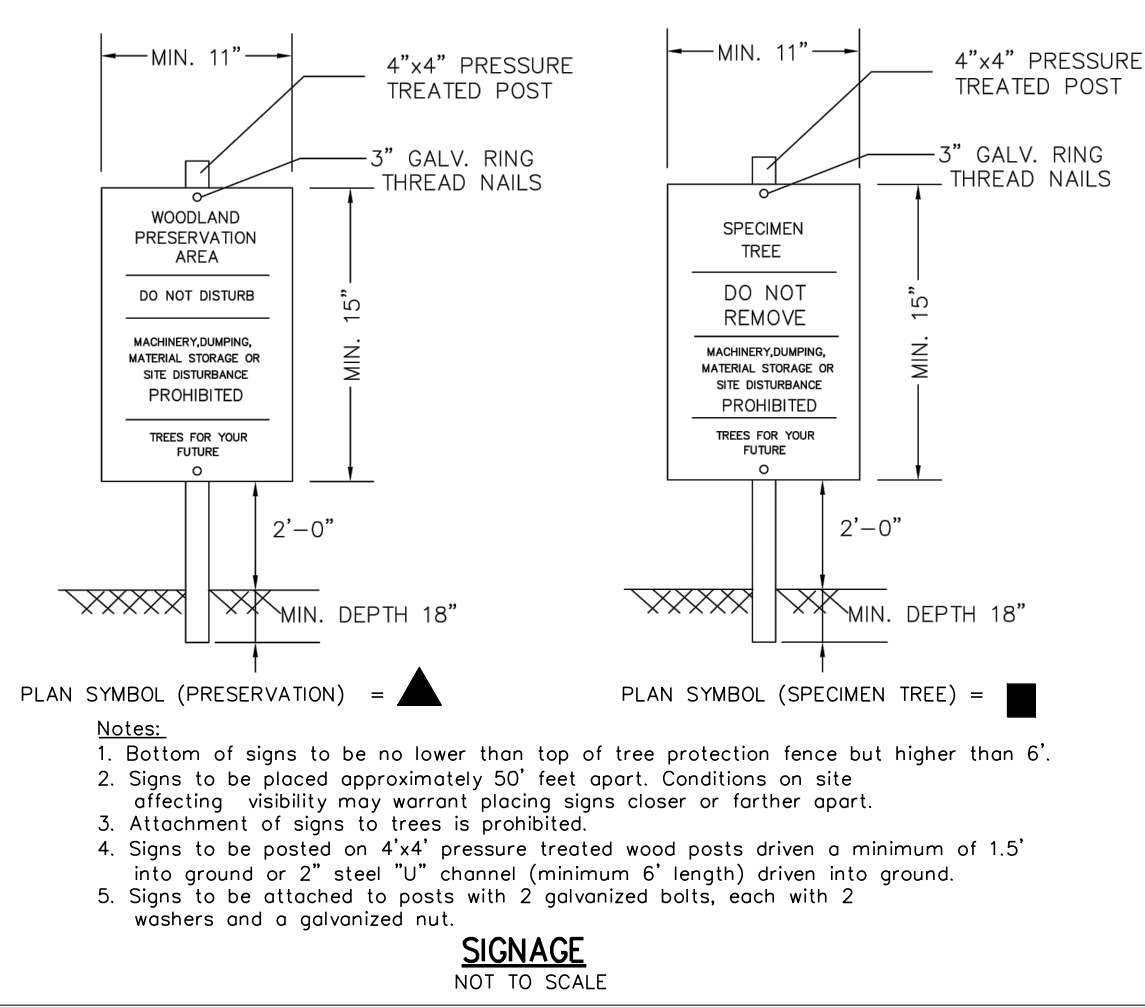 MIN. 11"
4"x4" PRESSURE
TREATED POST
3" GALV. RING
THREAD NAILS
WOODLAND
PRESERVATION
AREA
DO NOT DISTURB
MACHINERY,DUMPING,
MATERIAL STORAGE OR
SITE DISTURBANCE
PROHIBITED
TREES FOR YOUR
FUTURE
MIN. 15"
2'-0"
MIN. DEPTH 18"
PLAN SYMBOL (PRESERVATION) =
MIN. 11"
4"x4" PRESSURE
TREATED POST
3" GALV. RING
THREAD NAILS
SPECIMEN
TREE
DO NOT
REMOVE
MACHINERY,DUMPING,
MATERIAL STORAGE OR
SITE DISTURBANCE
PROHIBITED
TREES FOR YOUR
FUTURE
MIN. 15"
2'-0"
MIN. DEPTH 18"
PLAN SYMBOL (SPECIMEN TREE) =
Notes:
1. Bottom of signs to be no lower than top of tree protection fence but higher than 6'.
2. Signs to be placed approximately 50' feet apart. Conditions on site
affecting visibility may warrant placing signs closer or farther apart.
3. Attachment of signs to trees is prohibited.
4. Signs to be posted on 4'x4' pressure treated wood posts driven a minimum of 1.5'
into ground or 2" steel "U" channel (minimum 6' length) driven into ground.
5. Signs to be attached to posts with 2 galvanized bolts, each with 2
washers and a galvanized nut.
SIGNAGE
NOT TO SCALE